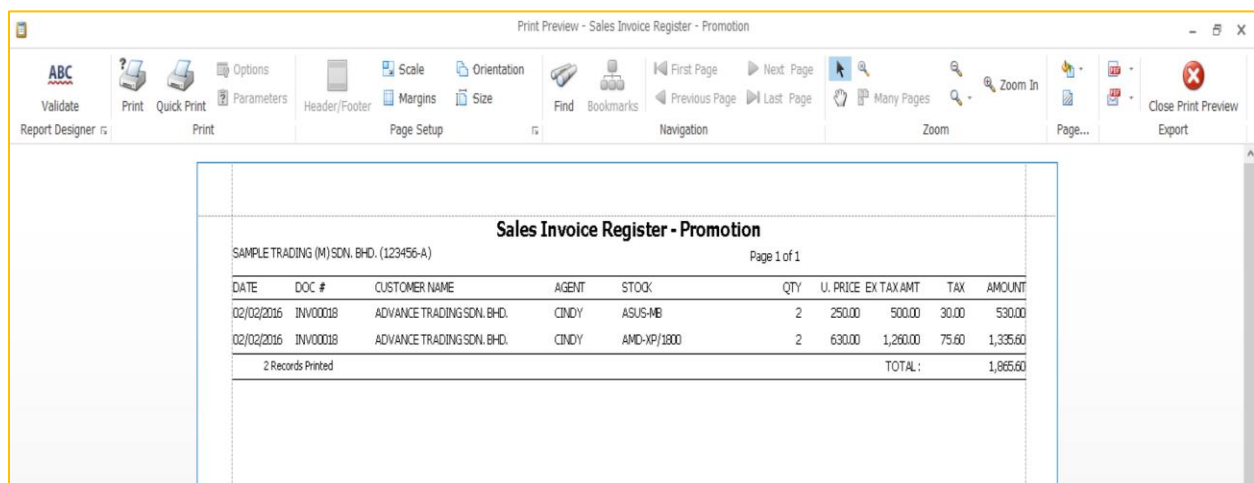 Print Preview - Sales Invoice Register - Promotion
ABC
Validate
Report Designer
Print
Quick Print
Options
Parameters
Print
Header/Footer
Scale
Margins
Orientation
Size
Page Setup
Find
Bookmarks
First Page
Previous Page
Next Page
Last Page
Navigation
Many Pages
Zoom In
Zoom
Page...
PDF
PDF
Close Print Preview
Export
Sales Invoice Register - Promotion
SAMPLE TRADING (M) SDN. BHD. (123456-A) Page 1 of 1
DATE DOC # CUSTOMER NAME AGENT STOCK QTY U. PRICE EX TAX AMT TAX AMOUNT
02/02/2016 INV00018 ADVANCE TRADING SDN. BHD. CINDY ASUS-MB 2 250.00 500.00 30.00 530.00
02/02/2016 INV00018 ADVANCE TRADING SDN. BHD. CINDY AMD-XP/1800 2 630.00 1,260.00 75.60 1,335.60
2 Records Printed TOTAL : 1,865.60